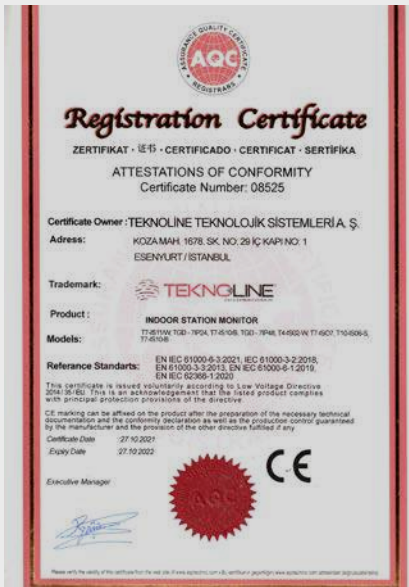 ASSURANCE QUALITY CERTIFICATE
AQC
REGISTRARS
Registration Certificate
ZERTIFIKAT · 证书 · CERTIFICADO · CERTIFICAT · SERTİFİKA
ATTESTATIONS OF CONFORMITY
Certificate Number: 08525
Certificate Owner : TEKNOLİNE TEKNOLOJİK SİSTEMLERİ A. Ş.
Adress: KOZA MAH. 1678. SK. NO: 29 İÇ KAPI NO: 1
ESENYURT / İSTANBUL
Trademark: TEKNOLINE
Product : INDOOR STATION MONITOR
Models:
Referance Standarts: EN IEC 61000-6-3:2021, IEC 61000-3-2:2018,
EN 61000-3-3:2013, EN IEC 61000-6-1:2019,
EN IEC 62368-1:2020
This certificate is issued voluntarily according to Low Voltage Directive
2014/35/EU. This is an acknowledgement that the listed product complies
with principal protection provisions of the directive.
CE marking can be affixed on the product after the preparation of the necessary technical
documentation and the conformity declaration as well as the production control guaranteed
by the manufacturer and the provision of the other directive fulfilled if any
Certificate Date :27.10.2021
Expiry Date :27.10.2022
Executive Manager
AQC
CE